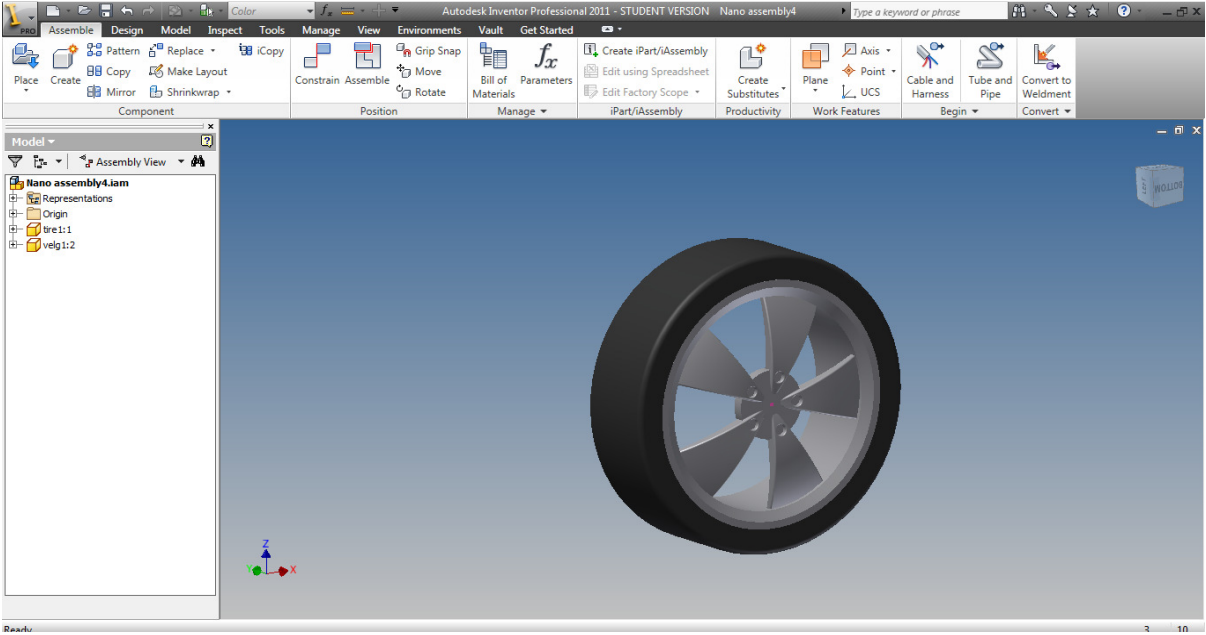 Color
Autodesk Inventor Professional 2011 - STUDENT VERSION Nano assembly4
Type a keyword or phrase
PRO
Assemble Design Model Inspect Tools Manage View Environments Vault Get Started
Place
Create
Pattern
Copy
Mirror
Replace
Make Layout
Shrinkwrap
iCopy
Component
Constrain
Assemble
Grip Snap
Move
Rotate
Position
Bill of
Materials
fx
Parameters
Manage
Create iPart/iAssembly
Edit using Spreadsheet
Edit Factory Scope
iPart/iAssembly
Create
Substitutes
Productivity
Plane
Axis
Point
UCS
Work Features
Cable and
Harness
Tube and
Pipe
Begin
Convert to
Weldment
Convert
Model
Assembly View
Nano assembly4.iam
Representations
Origin
tire1:1
velg1:2
LEFT
BOTTOM
Z
Y
X
Ready
3 10